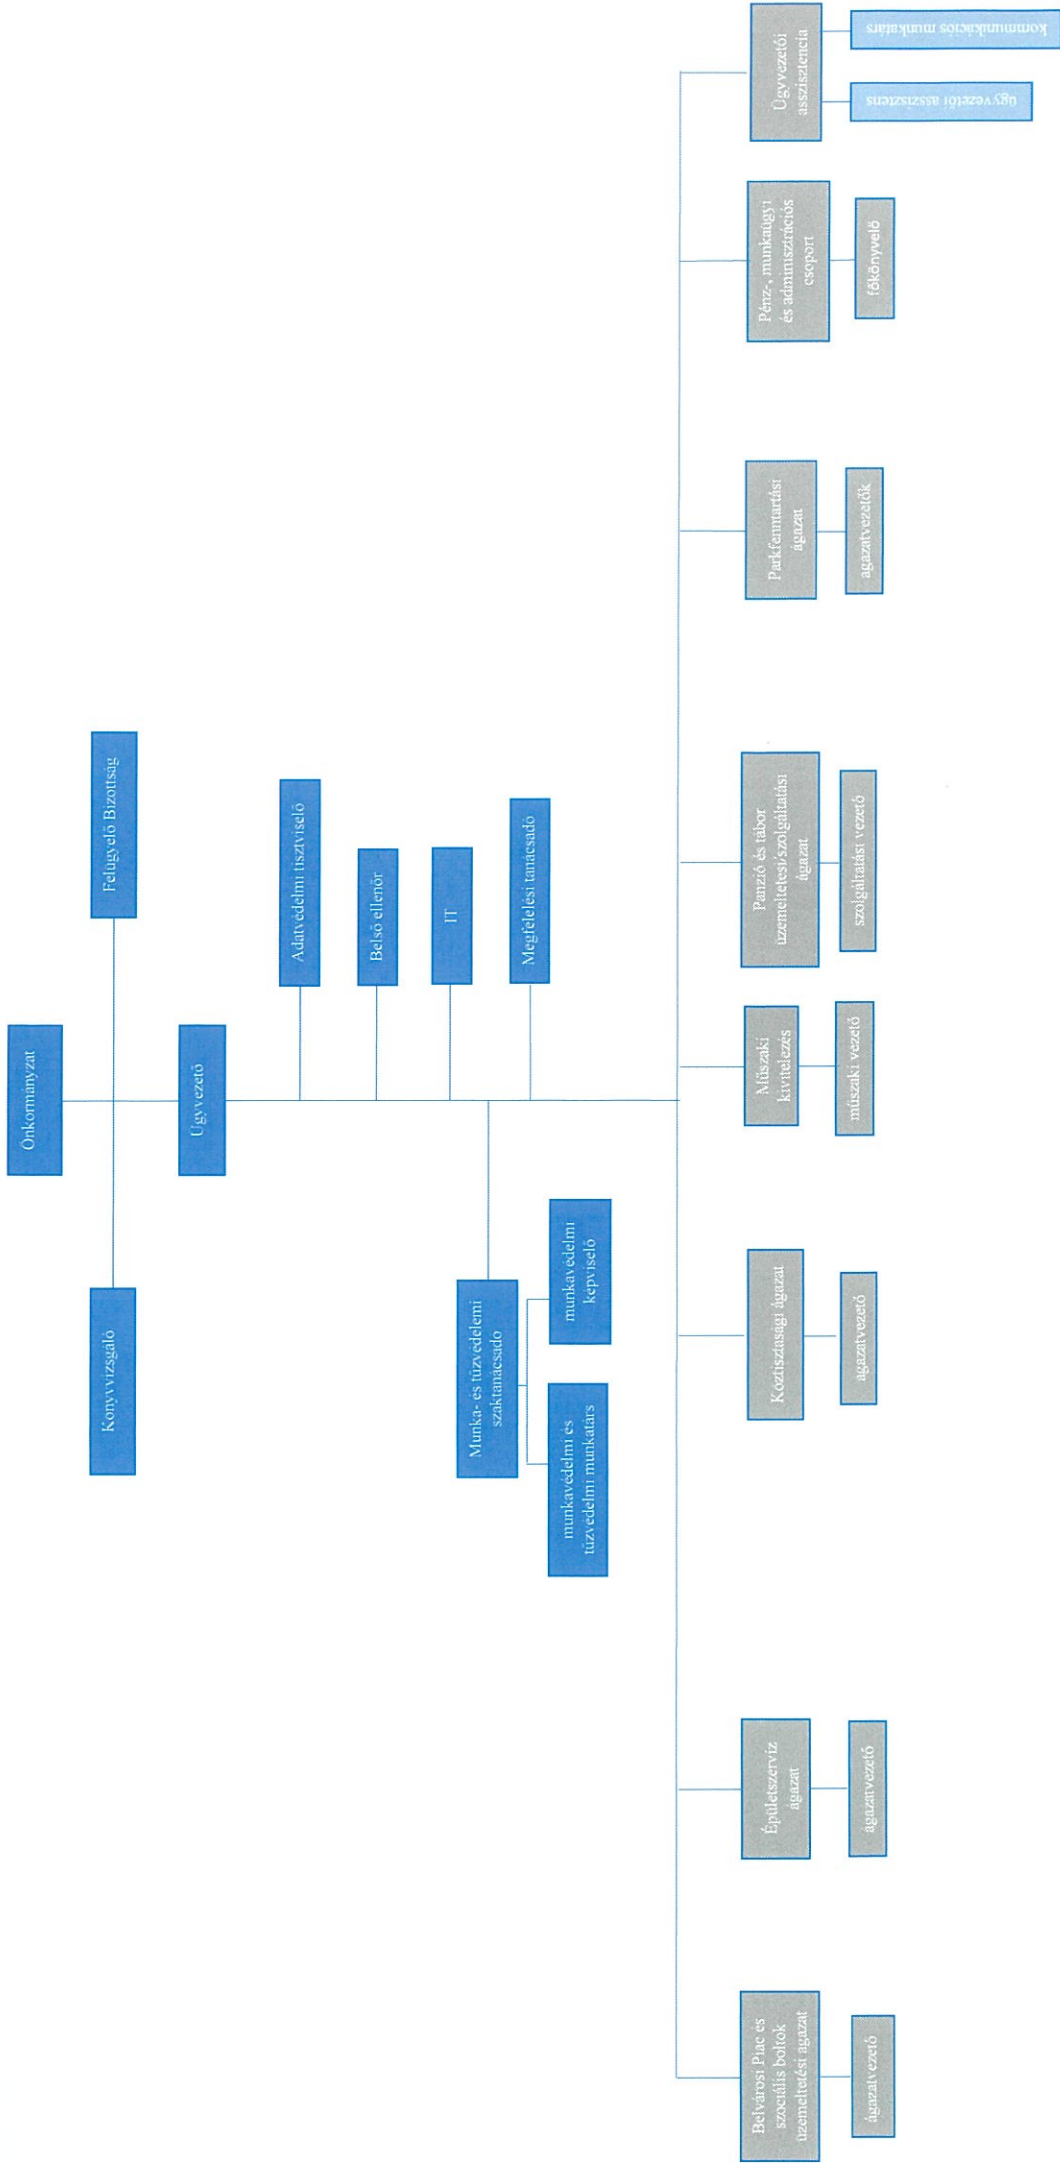 Önkormányzat
Könyvvizsgáló
Felügyelő Bizottság
Ügyvezető
Adatvédelmi tisztviselő
Belső ellenőr
IT
Munka- és tűzvédelemi
szaktanácsadó
Megfelelési tanácsadó
munkavédelmi és
tűzvédelmi munkatárs
munkavédelmi
képviselő
Belvárosi Piac és
szociális boltok
üzemeltetési ágazat
Épületszervíz
ágazat
Köztisztasági ágazat
Műszaki
kivitelezés
Panzió és tábor
üzemeltetési/szolgáltatási
ágazat
Parkfenntartási
ágazat
Pénz-, munkaügyi
és adminisztrációs
csoport
Ügyvezetői
asszisztencia
ágazatvezető
ágazatvezető
ágazatvezető
műszaki vezető
szolgáltatási vezető
ágazatvezetők
főkönyvelő
ügyvezetői asszisztens
kommunikációs munkatárs